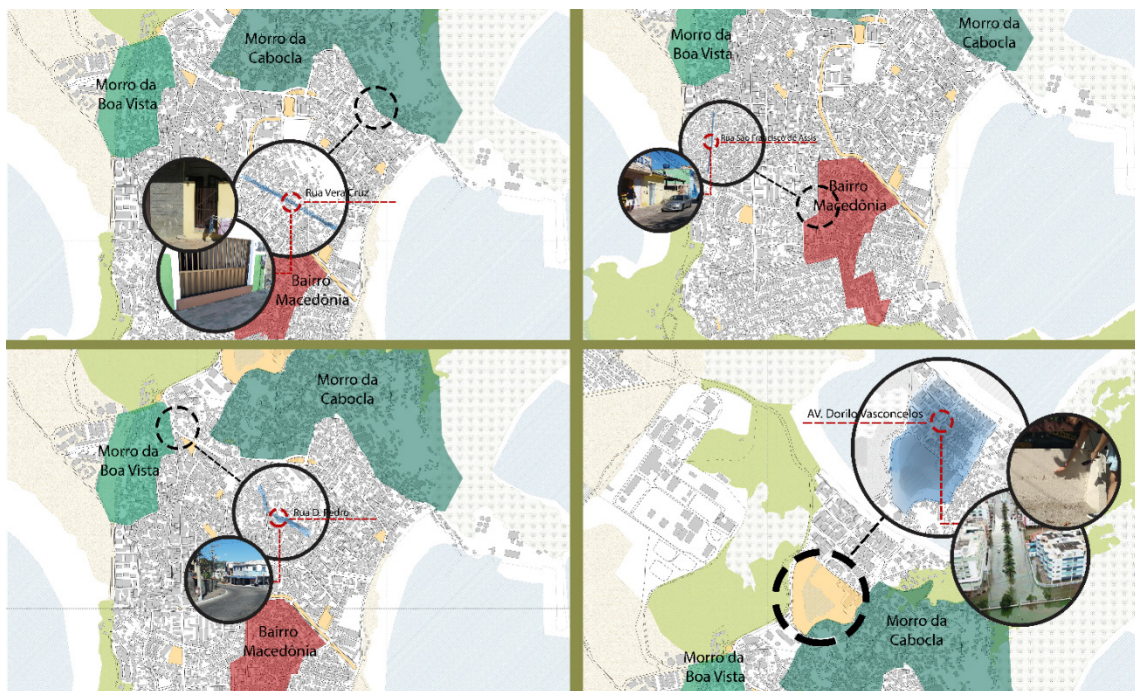 Morro da
Cabocla
Morro da
Boa Vista
Rua Vera Cruz
Bairro
Macedônia
Morro da
Boa Vista
Morro da
Cabocla
Rua São Francisco de Assis
Bairro
Macedônia
Morro da
Cabocla
Morro da
Boa Vista
Rua D. Pedro
Bairro
Macedônia
AV. Dorilo Vasconcelos
Morro da
Cabocla
Morro da
Boa Vista